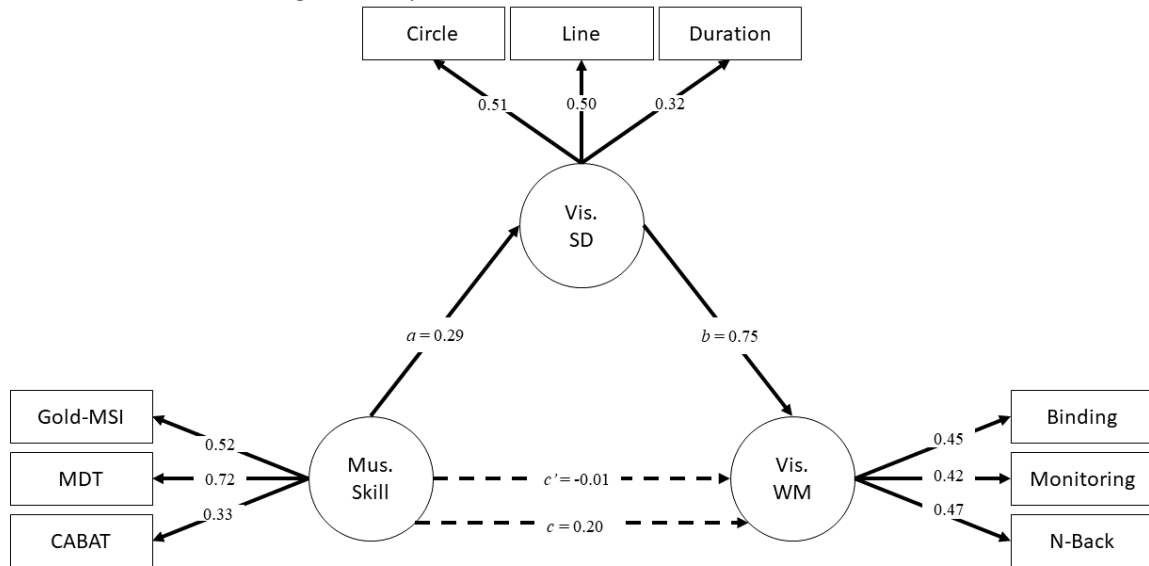 Circle
Line
Duration
0.51
0.50
0.32
Vis.
SD
a = 0.29
b = 0.75
Gold-MSI
MDT
CABAT
0.52
0.72
0.33
Mus.
Skill
c' = -0.01
c = 0.20
Vis.
WM
0.45
0.42
0.47
Binding
Monitoring
N-Back